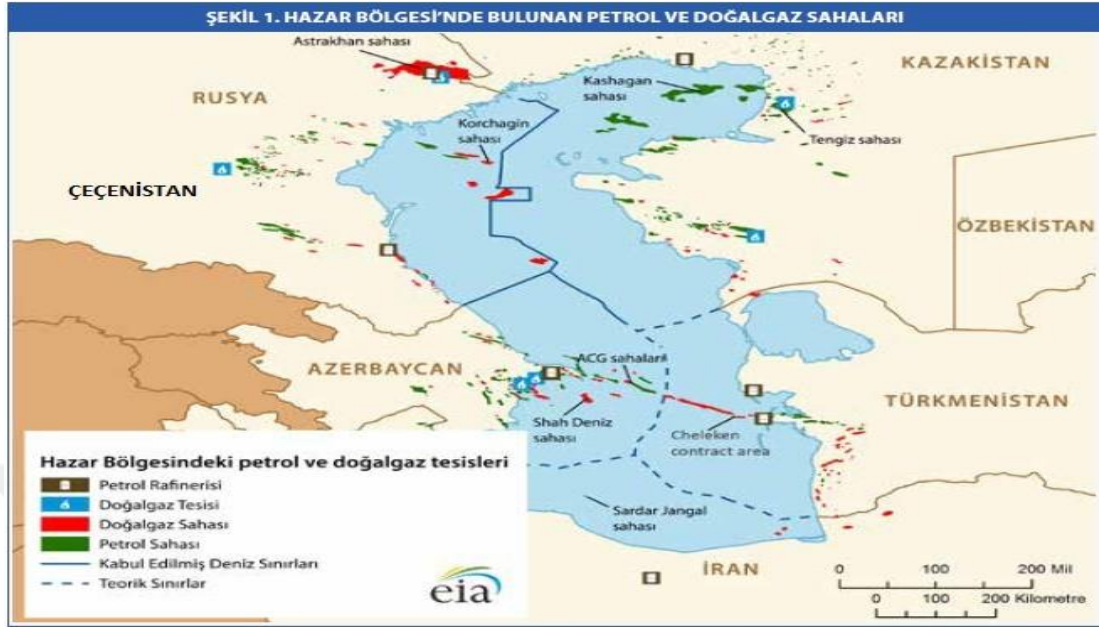 ŞEKİL 1. HAZAR BÖLGESİ'NDE BULUNAN PETROL VE DOĞALGAZ SAHALARI
Astrakhan sahası
KAZAKİSTAN
RUSYA
Kashagan
sahası
Korchagin
sahası
Tengiz sahası
ÇEÇENİSTAN
ÖZBEKİSTAN
AZERBAYCAN
ACG sahaları
TÜRKMENİSTAN
Shah Deniz
sahası
Cheleken
contract area
Hazar Bölgesindeki petrol ve doğalgaz tesisleri
Petrol Rafinerisi
Doğalgaz Tesisi
Doğalgaz Sahası
Petrol Sahası
Kabul Edilmiş Deniz Sınırları
Teorik Sınırlar
eia
Sardar Jangal
sahası
İRAN
0 100 200 Mil
0 100 200 Kilometre